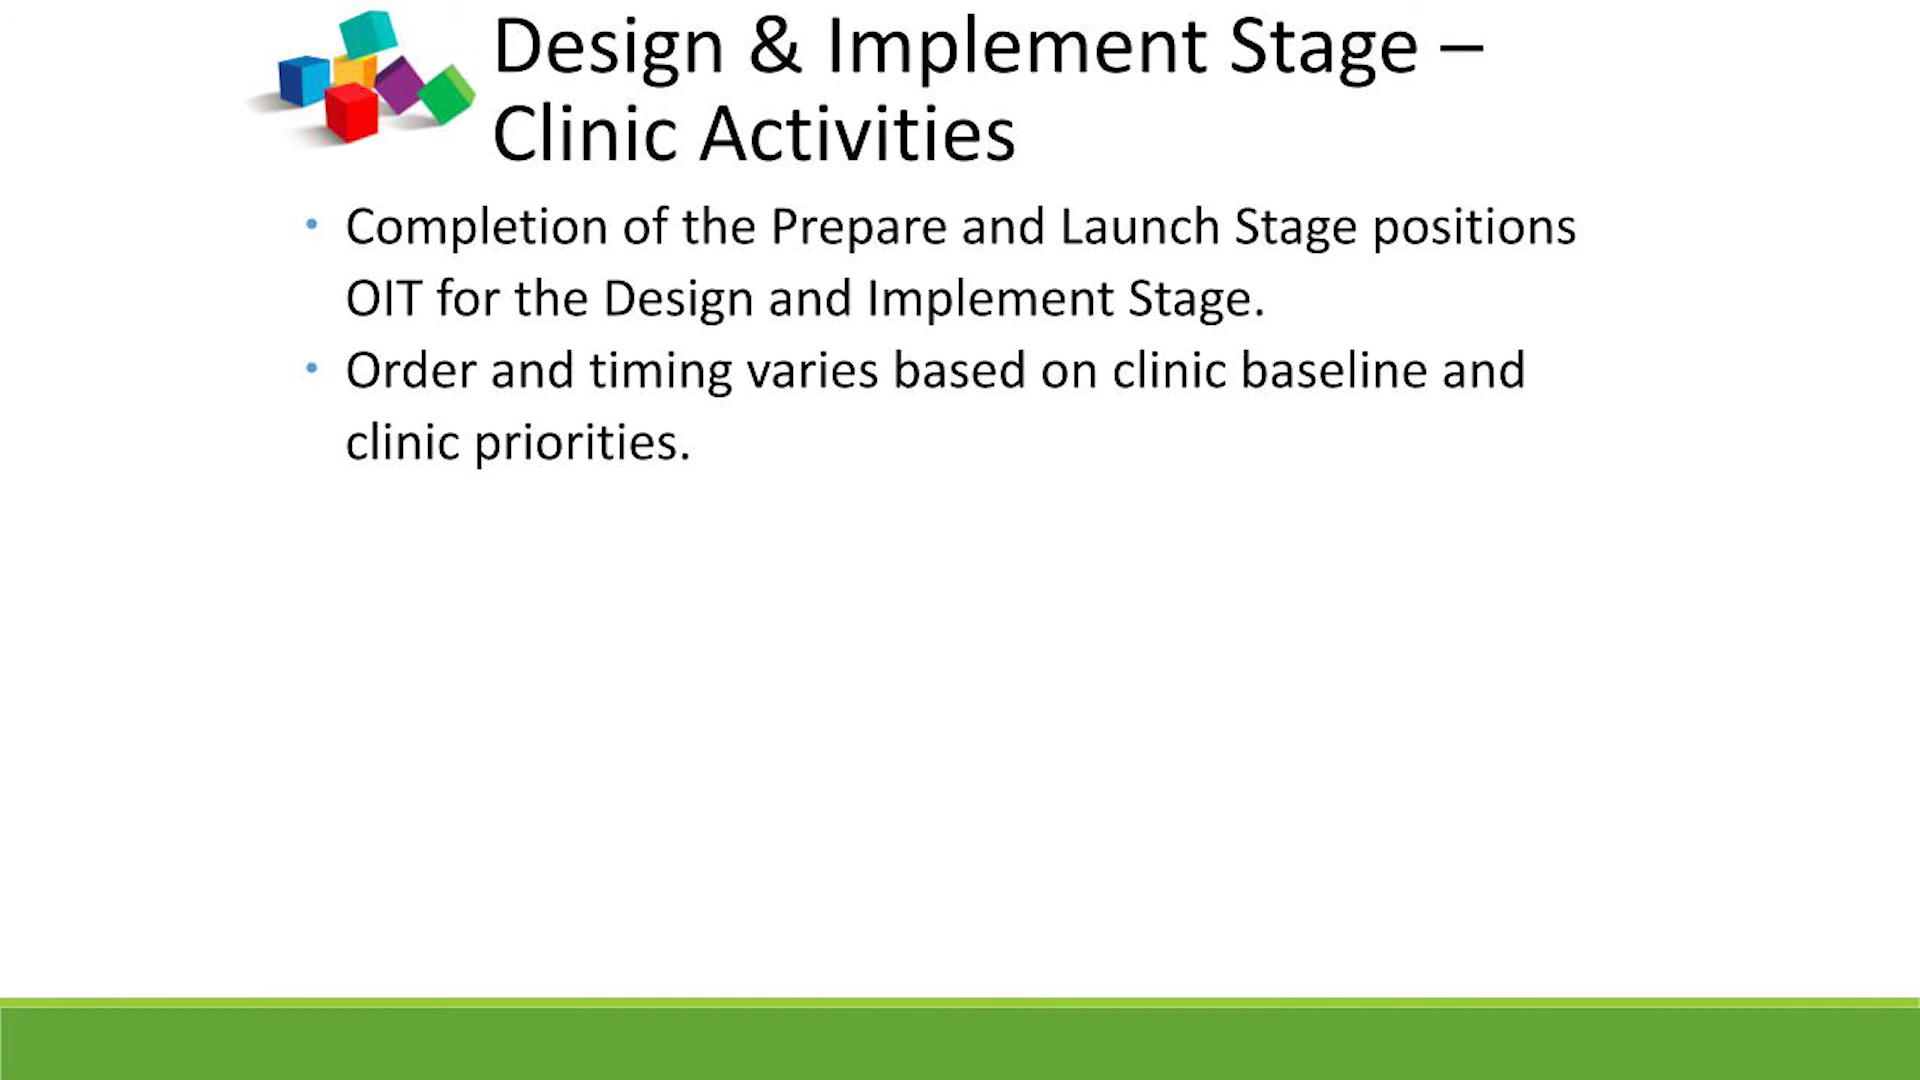 Design & Implement Stage –
Clinic Activities
• Completion of the Prepare and Launch Stage positions
OIT for the Design and Implement Stage.
• Order and timing varies based on clinic baseline and
clinic priorities.